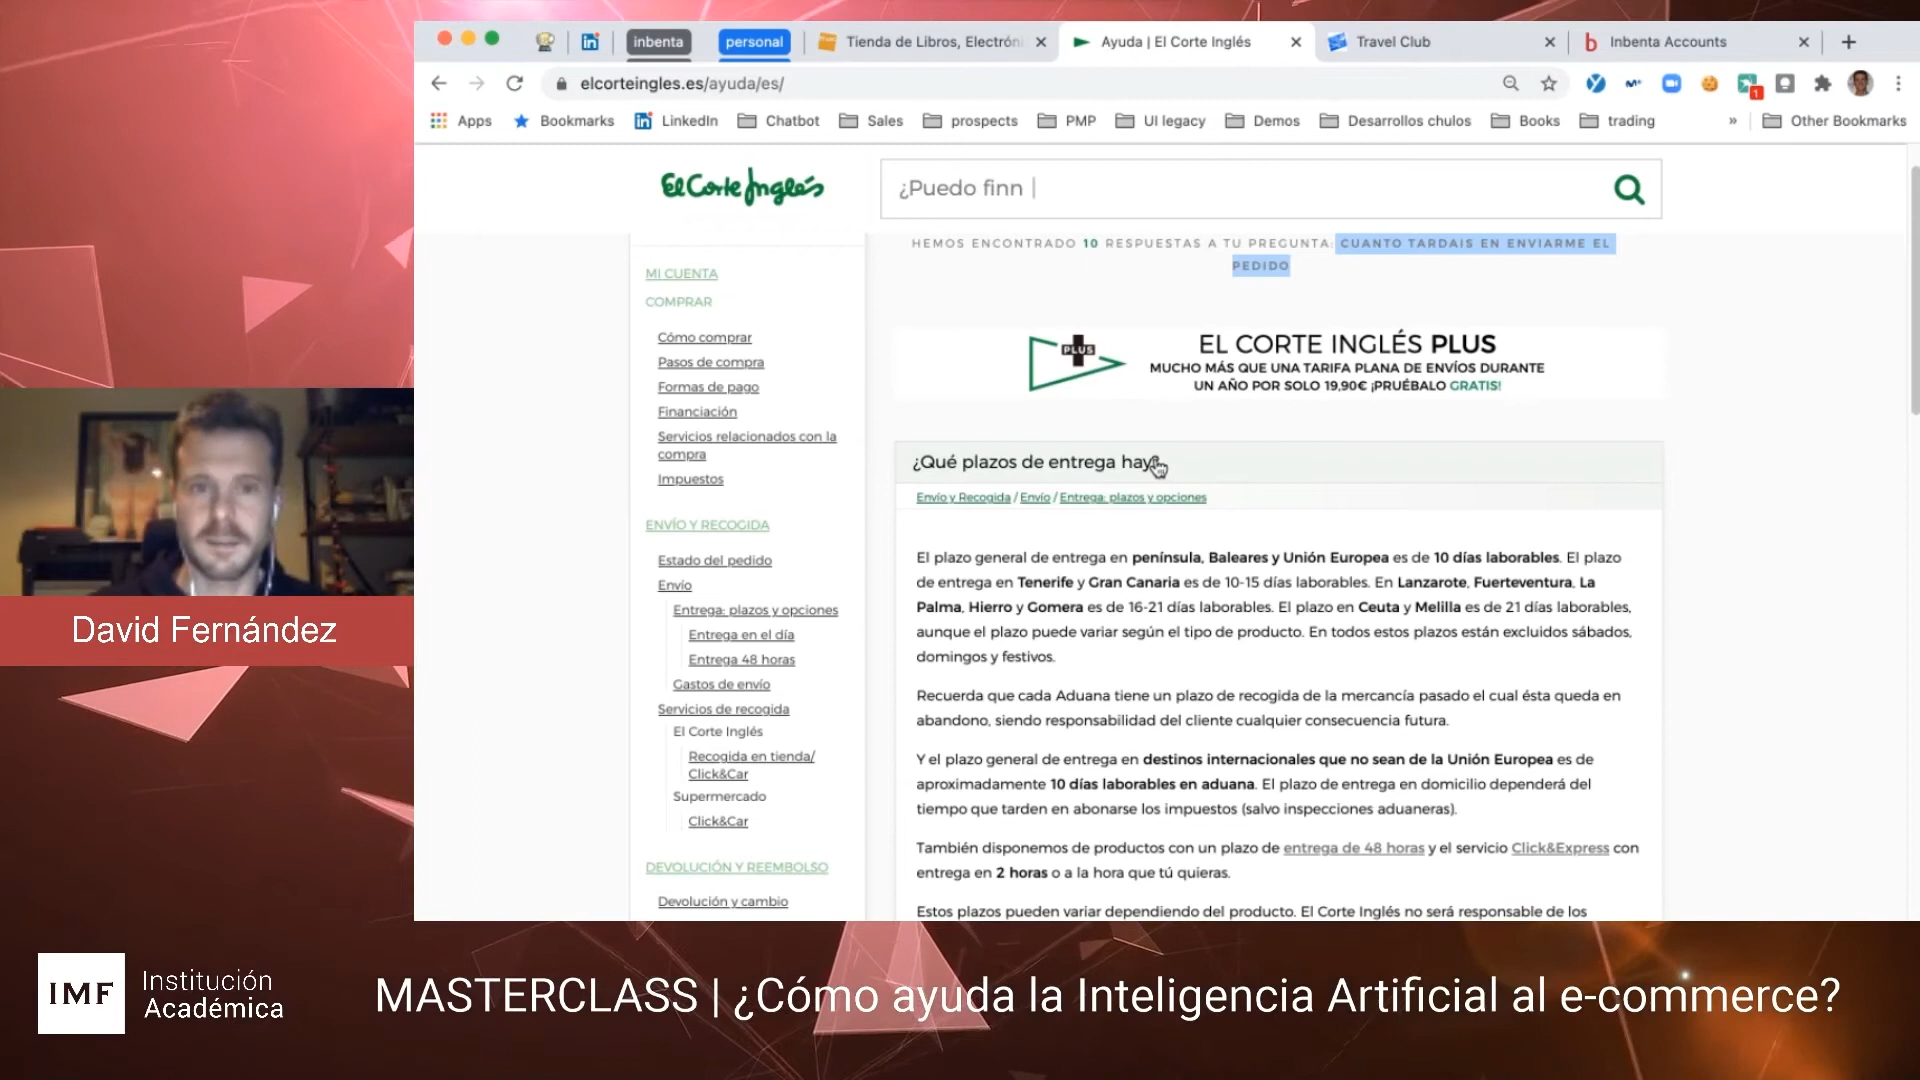 inbenta
personal
Tienda de Libros, Electróni
Ayuda | El Corte Inglés
Travel Club
Inbenta Accounts
elcorteingles.es/ayuda/es/
1
Apps
Bookmarks
LinkedIn
Chatbot
Sales
prospects
PMP
UI legacy
Demos
Desarrollos chulos
Books
trading
»
Other Bookmarks
El Corte Inglés
¿Puedo finn
HEMOS ENCONTRADO 10 RESPUESTAS A TU PREGUNTA: CUANTO TARDAIS EN ENVIARME EL
PEDIDO
MI CUENTA
COMPRAR
Cómo comprar
Pasos de compra
Formas de pago
Financiación
Servicios relacionados con la
compra
Impuestos
ENVÍO Y RECOGIDA
Estado del pedido
Envío
Entrega: plazos y opciones
Entrega en el día
Entrega 48 horas
Gastos de envío
Servicios de recogida
El Corte Inglés
Recogida en tienda/
Click&Car
Supermercado
Click&Car
DEVOLUCIÓN Y REEMBOLSO
Devolución y cambio
PLUS
EL CORTE INGLÉS PLUS
MUCHO MÁS QUE UNA TARIFA PLANA DE ENVÍOS DURANTE
UN AÑO POR SOLO 19,90€ ¡PRUÉBALO GRATIS!
¿Qué plazos de entrega hay?
Envío y Recogida / Envío / Entrega: plazos y opciones
El plazo general de entrega en península, Baleares y Unión Europea es de 10 días laborables. El plazo
de entrega en Tenerife y Gran Canaria es de 10-15 días laborables. En Lanzarote, Fuerteventura, La
Palma, Hierro y Gomera es de 16-21 días laborables. El plazo en Ceuta y Melilla es de 21 días laborables,
aunque el plazo puede variar según el tipo de producto. En todos estos plazos están excluidos sábados,
domingos y festivos.
Recuerda que cada Aduana tiene un plazo de recogida de la mercancía pasado el cual ésta queda en
abandono, siendo responsabilidad del cliente cualquier consecuencia futura.
Y el plazo general de entrega en destinos internacionales que no sean de la Unión Europea es de
aproximadamente 10 días laborables en aduana. El plazo de entrega en domicilio dependerá del
tiempo que tarden en abonarse los impuestos (salvo inspecciones aduaneras).
También disponemos de productos con un plazo de entrega de 48 horas y el servicio Click&Express con
entrega en 2 horas o a la hora que tú quieras.
Estos plazos pueden variar dependiendo del producto. El Corte Inglés no será responsable de los
David Fernández
IMF
Institución
Académica
MASTERCLASS | ¿Cómo ayuda la Inteligencia Artificial al e-commerce?